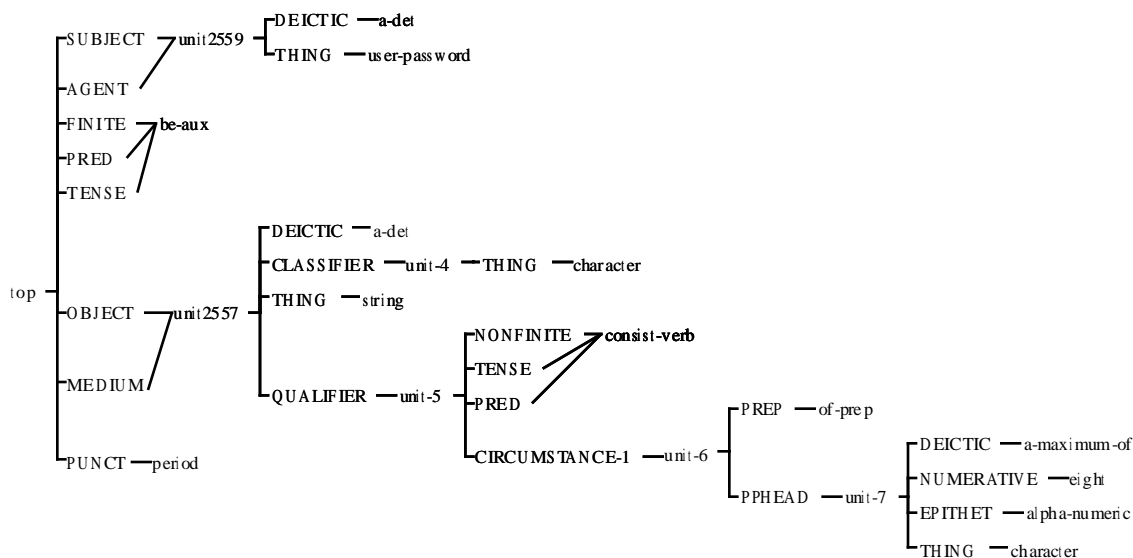 DEICTIC a-det
SUBJECT unit2559
THING user-password
AGENT
FINITE be-aux
PRED
TENSE
DEICTIC a-det
CLASSIFIER unit-4 THING character
top
THING string
OBJECT unit2557
NONFINITE consist-verb
TENSE
MEDIUM
QUALIFIER unit-5
PRED
PREP of-prep
DEICTIC a-maximum-of
CIRCUMSTANCE-1 unit-6
PUNCT period
NUMERATIVE eight
PPHEAD unit-7
EPITHET alpha-numeric
THING character